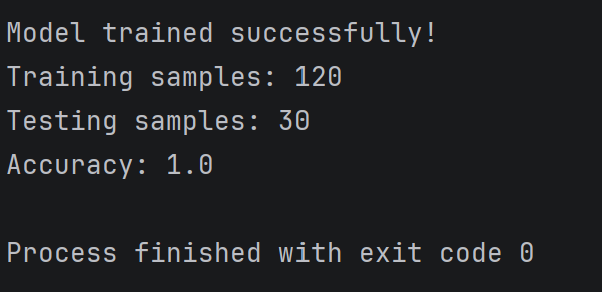 Model trained successfully!
Training samples: 120
Testing samples: 30
Accuracy: 1.0
Process finished with exit code 0